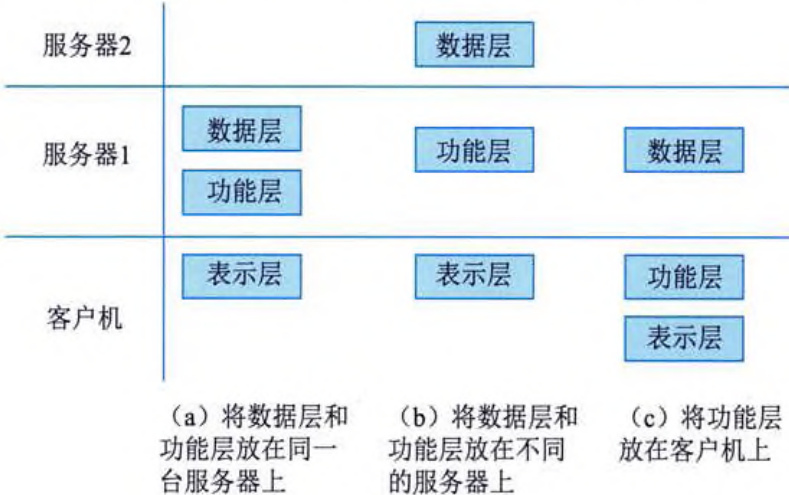 服务器2
数据层
服务器1
数据层
功能层
功能层
数据层
客户机
表示层
表示层
功能层
表示层
(a)将数据层和
功能层放在同一
台服务器上
(b)将数据层和
功能层放在不同
的服务器上
(c)将功能层
放在客户机上